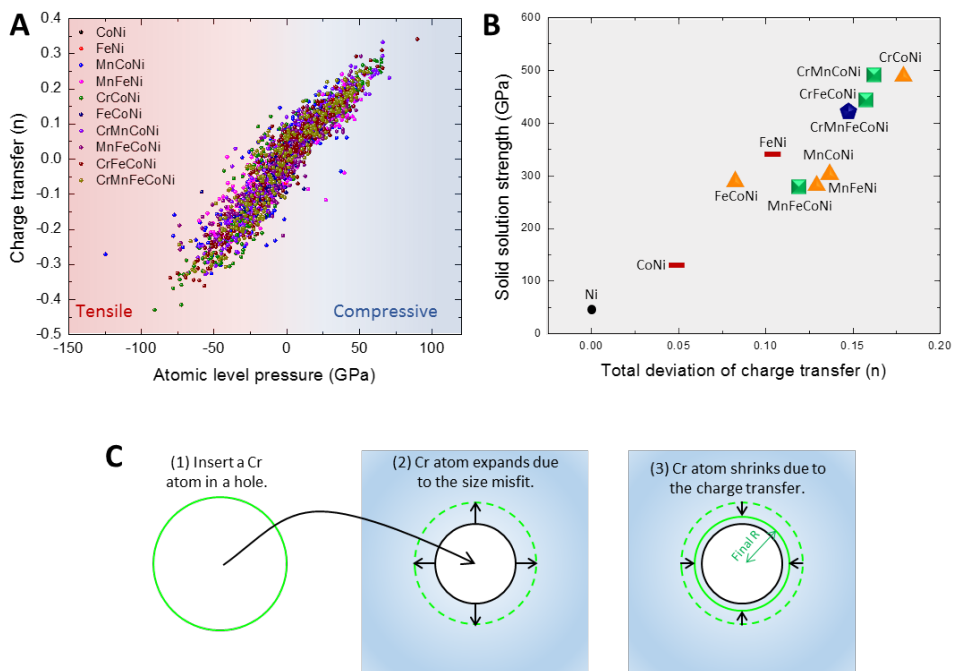 A
Charge transfer (n)
0.4
0.3
0.2
0.1
0.0
-0.1
-0.2
-0.3
-0.4
-0.5
CoNi
FeNi
MnCoNi
MnFeNi
CrCoNi
FeCoNi
CrMnCoNi
MnFeCoNi
CrFeCoNi
CrMnFeCoNi
Tensile
Compressive
-150 -100 -50 0 50 100
Atomic level pressure (GPa)
B
Solid solution strength (GPa)
600
500
400
300
200
100
0
CrCoNi
CrMnCoNi
CrFeCoNi
CrMnFeCoNi
FeNi
MnCoNi
FeCoNi
MnFeNi
MnFeCoNi
CoNi
Ni
0.00 0.05 0.10 0.15 0.20
Total deviation of charge transfer (n)
C
(1) Insert a Cr
atom in a hole.
(2) Cr atom expands due
to the size misfit.
(3) Cr atom shrinks due to
the charge transfer.
Final R